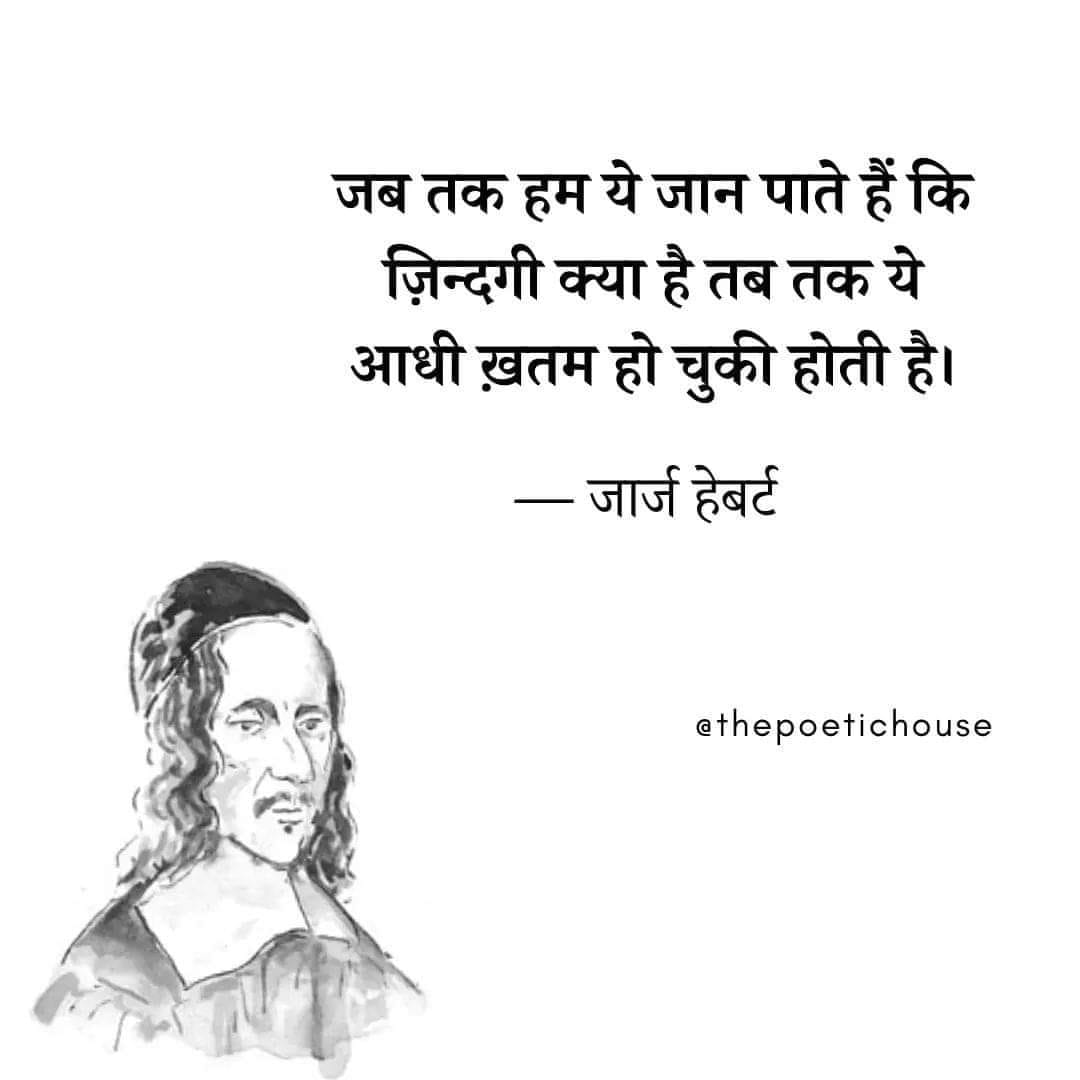 जब तक हम ये जान पाते हैं कि
ज़िन्दगी क्या है तब तक ये
आधी ख़तम हो चुकी होती है।
— जार्ज हेबर्ट
@thepoetichouse